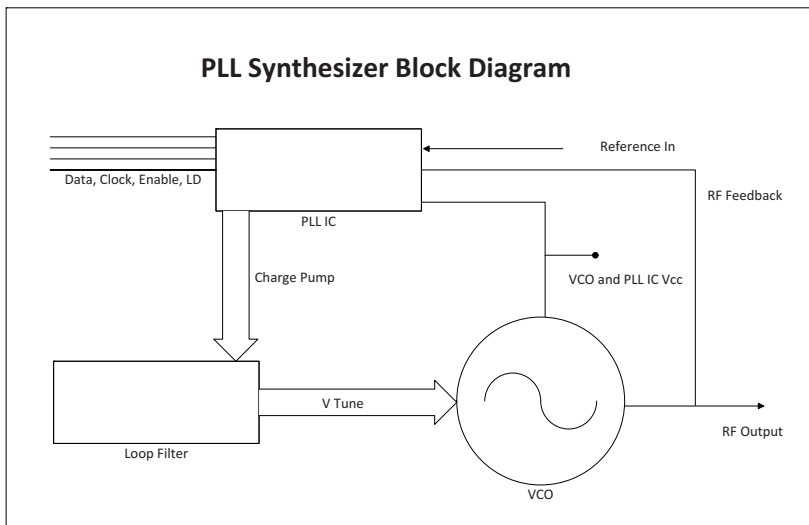 PLL Synthesizer Block Diagram
Reference In
Data, Clock, Enable, LD
RF Feedback
PLL IC
Charge Pump
VCO and PLL IC Vcc
V Tune
RF Output
Loop Filter
VCO